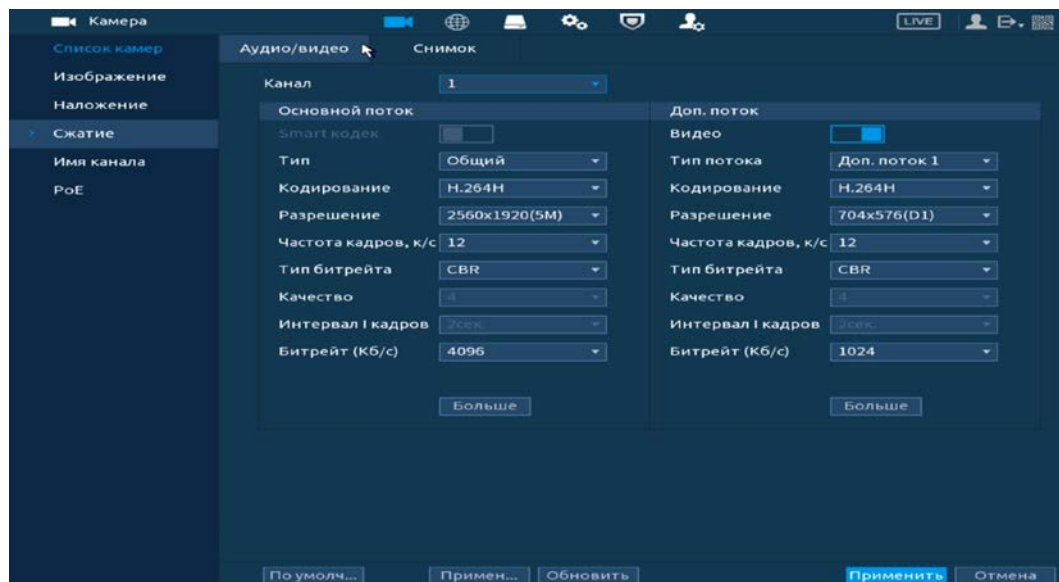 Камера
LIVE
Список камер
Изображение
Наложение
Сжатие
Имя канала
PoE
Аудио/видео
Снимок
Канал 1
Основной поток
Smart кодек
Тип Общий
Кодирование H.264H
Разрешение 2560x1920(5M)
Частота кадров, к/с 12
Тип битрейта CBR
Качество 4
Интервал I кадров 2сек.
Битрейт (Кб/с) 4096
Больше
Доп. поток
Видео
Тип потока Доп. поток 1
Кодирование H.264H
Разрешение 704x576(D1)
Частота кадров, к/с 12
Тип битрейта CBR
Качество 4
Интервал I кадров 2сек.
Битрейт (Кб/с) 1024
Больше
По умолч...
Примен...
Обновить
Применить
Отмена